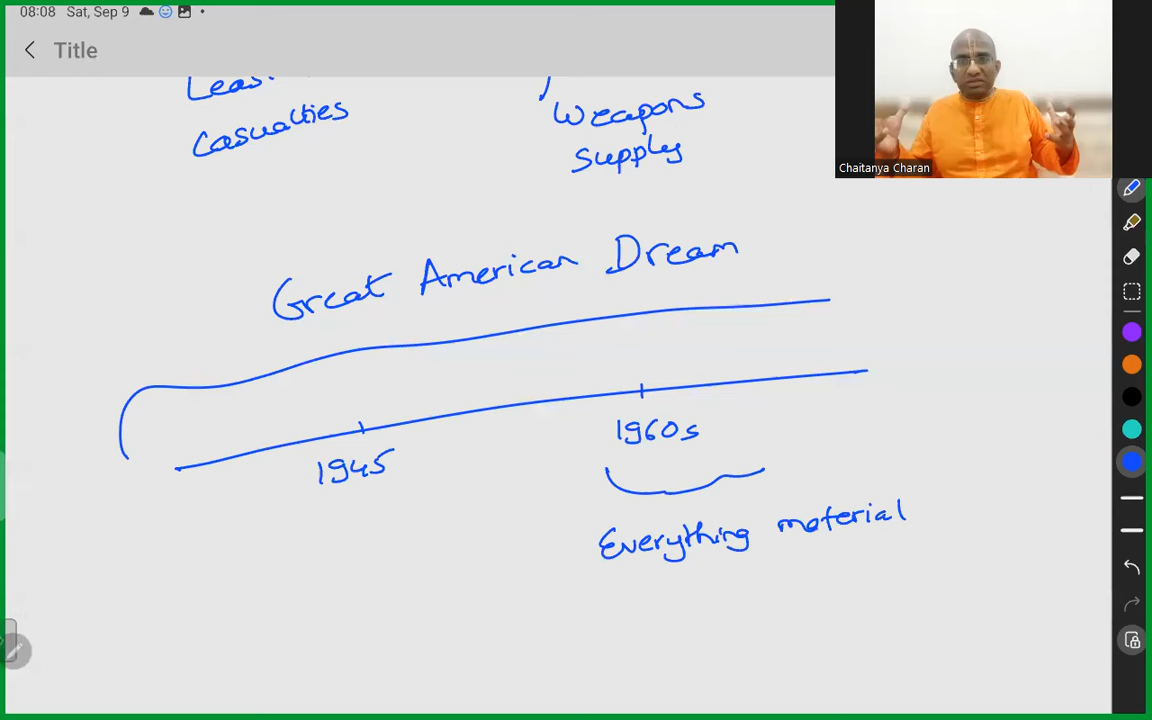 08:08 Sat, Sep 9
Title
Chaitanya Charan
Casualties
Weapons
Supply
Great American Dream
1945
1960s
Everything material